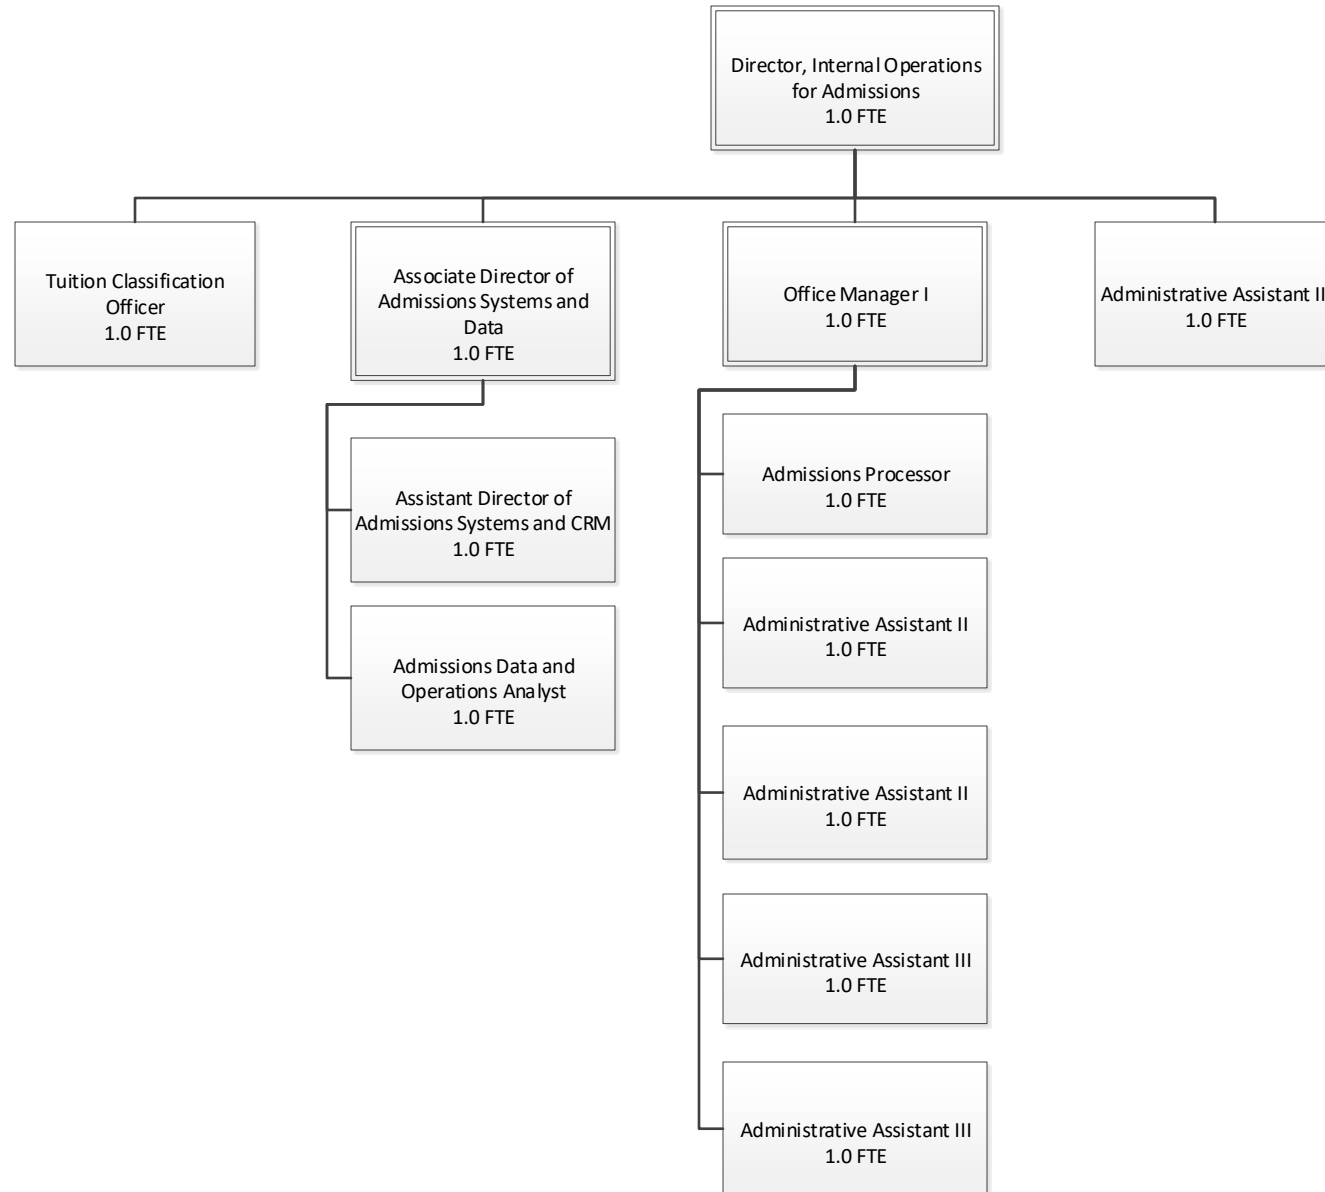 Director, Internal Operations
for Admissions
1.0 FTE
Tuition Classification
Officer
1.0 FTE
Associate Director of
Admissions Systems and
Data
1.0 FTE
Office Manager I
1.0 FTE
Administrative Assistant II
1.0 FTE
Assistant Director of
Admissions Systems and CRM
1.0 FTE
Admissions Data and
Operations Analyst
1.0 FTE
Admissions Processor
1.0 FTE
Administrative Assistant II
1.0 FTE
Administrative Assistant II
1.0 FTE
Administrative Assistant III
1.0 FTE
Administrative Assistant III
1.0 FTE